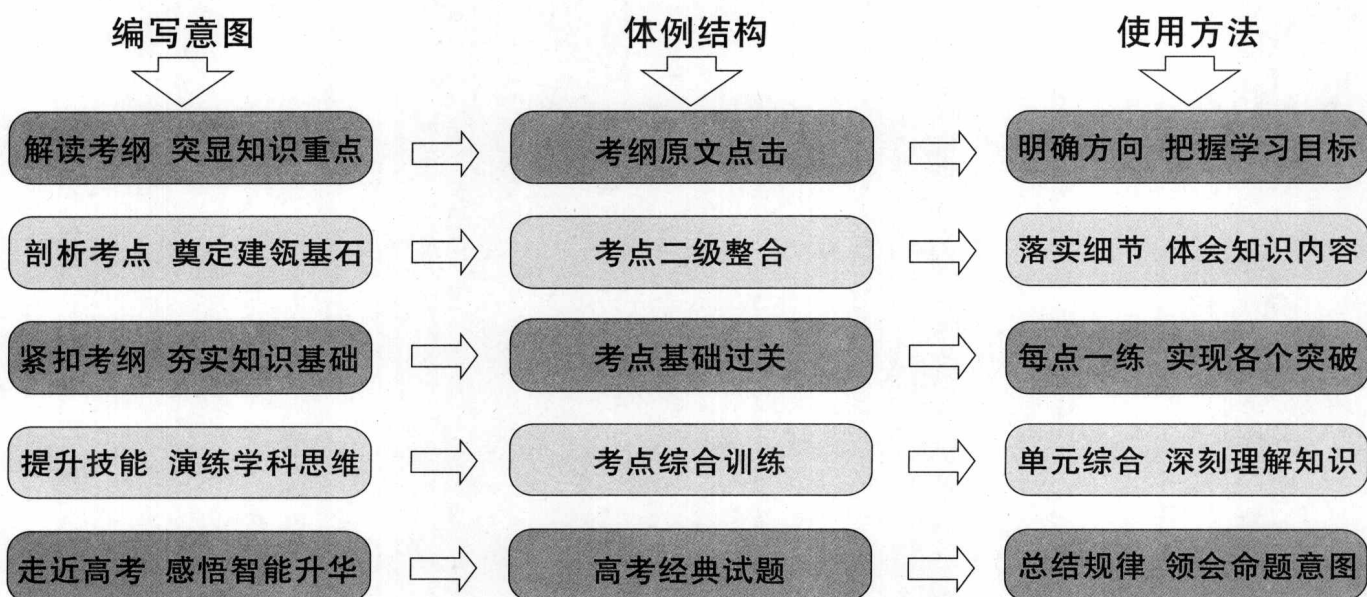 编写意图 体例结构 使用方法
解读考纲 突显知识重点 考纲原文点击 明确方向 把握学习目标
剖析考点 奠定建瓴基石 考点二级整合 落实细节 体会知识内容
紧扣考纲 夯实知识基础 考点基础过关 每点一练 实现各个突破
提升技能 演练学科思维 考点综合训练 单元综合 深刻理解知识
走近高考 感悟智能升华 高考经典试题 总结规律 领会命题意图